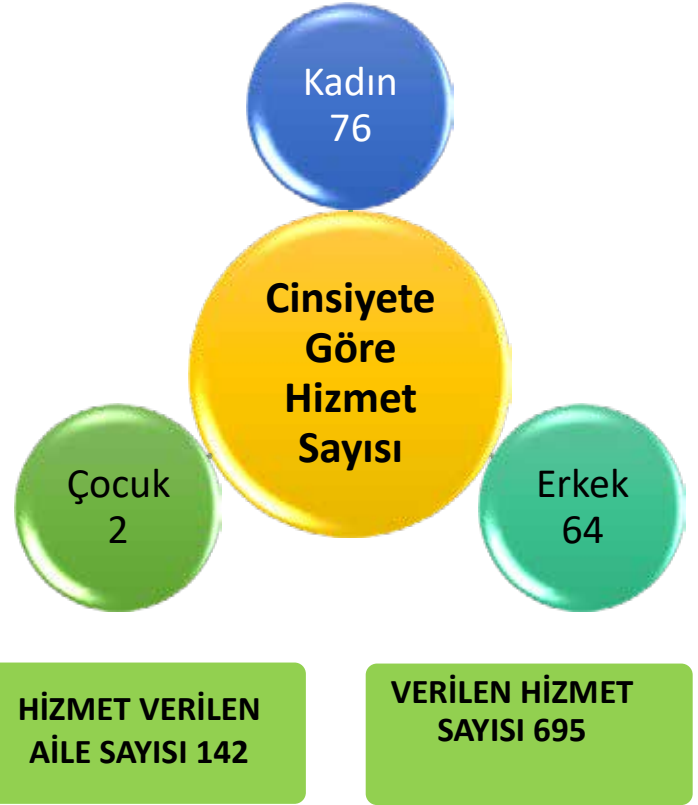 Kadın
76
Cinsiyete
Göre
Hizmet
Sayısı
Çocuk
2
Erkek
64
HİZMET VERİLEN
AİLE SAYISI 142
VERİLEN HİZMET
SAYISI 695